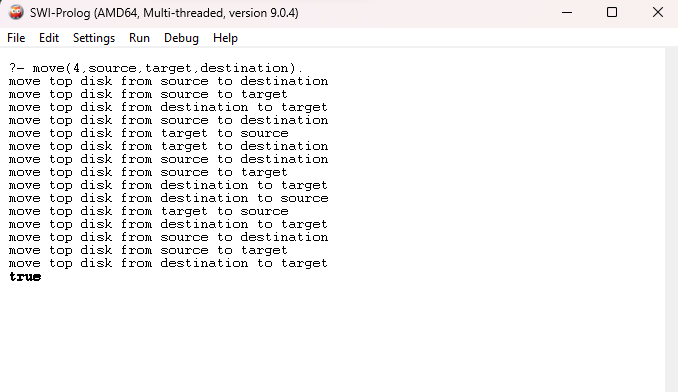 SWI-Prolog (AMD64, Multi-threaded, version 9.0.4)
File Edit Settings Run Debug Help
?- move(4,source,target,destination).
move top disk from source to destination
move top disk from source to target
move top disk from destination to target
move top disk from source to destination
move top disk from target to source
move top disk from target to destination
move top disk from source to destination
move top disk from source to target
move top disk from destination to target
move top disk from destination to source
move top disk from target to source
move top disk from destination to target
move top disk from source to destination
move top disk from source to target
move top disk from destination to target
true